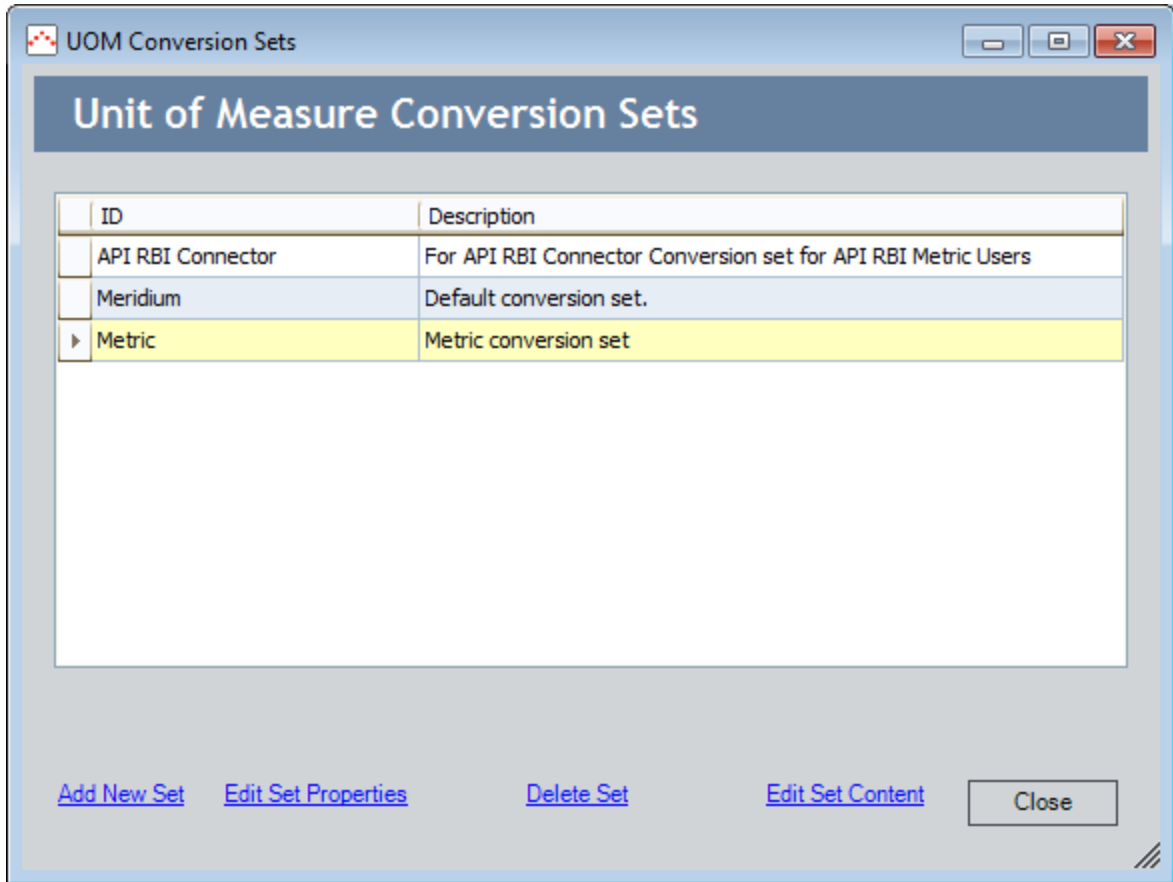 UOM Conversion Sets
Unit of Measure Conversion Sets
ID Description
API RBI Connector For API RBI Connector Conversion set for API RBI Metric Users
Meridium Default conversion set.
Metric Metric conversion set
Add New Set Edit Set Properties Delete Set Edit Set Content Close